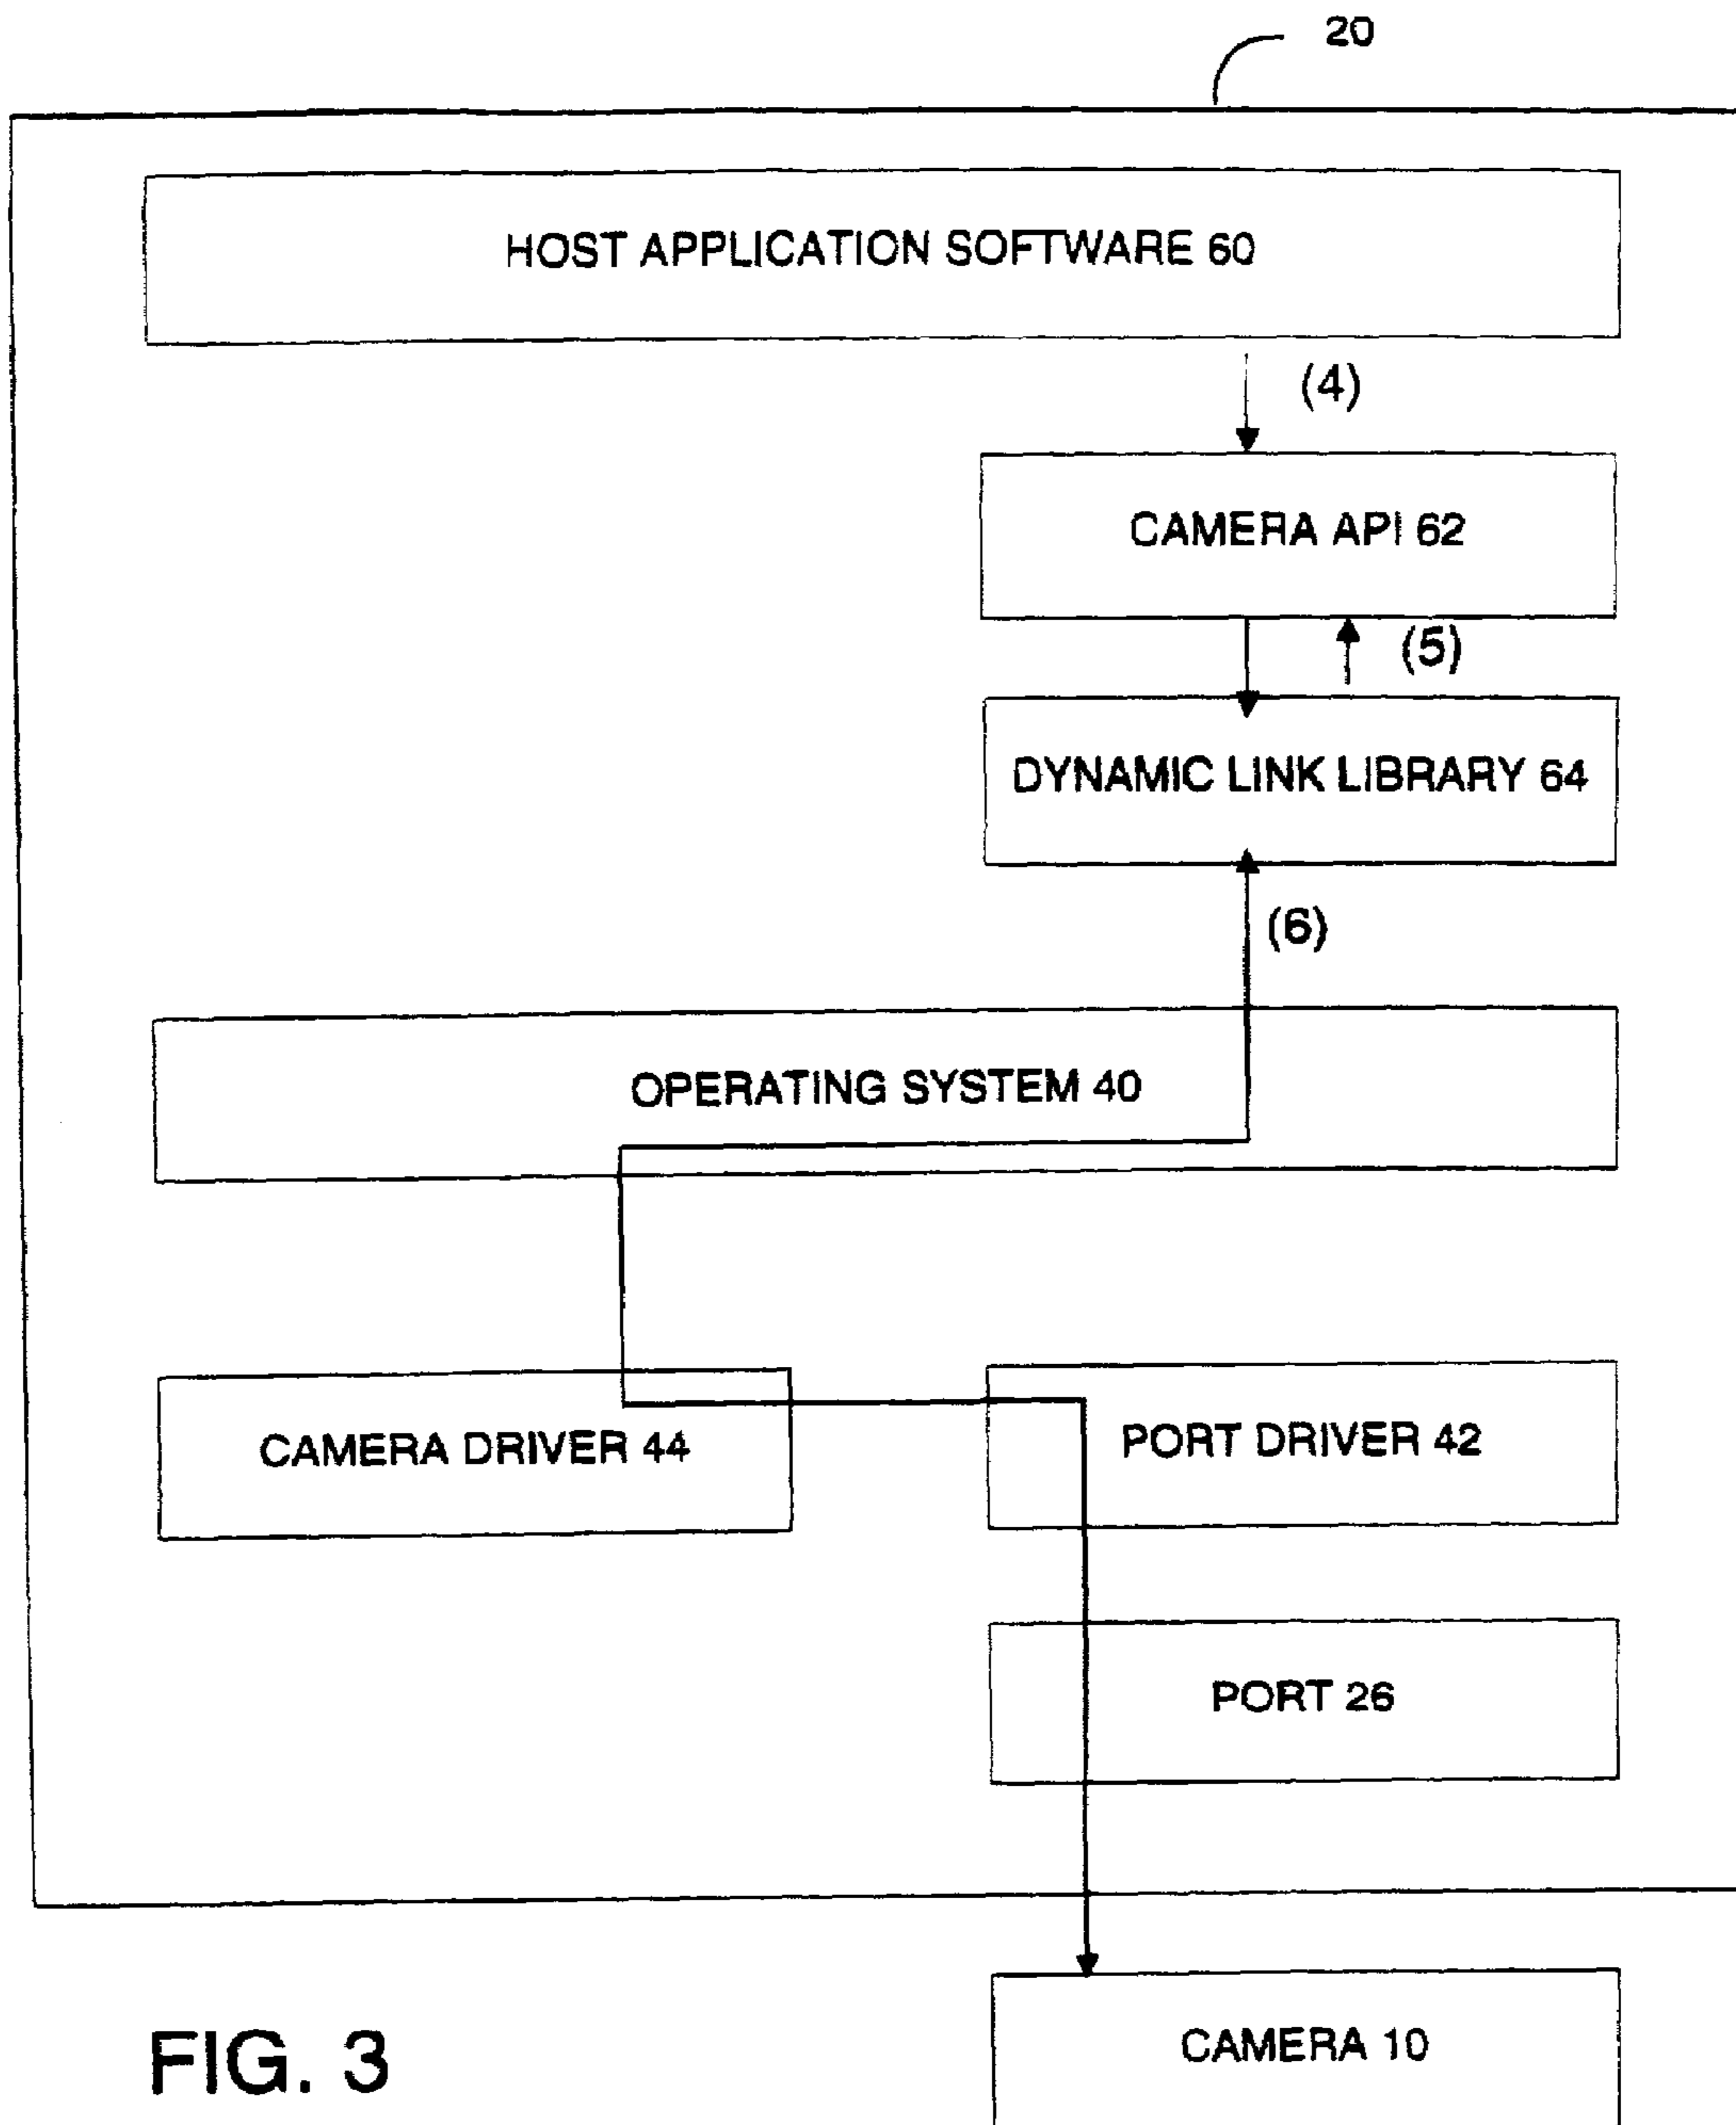 20
HOST APPLICATION SOFTWARE 60
(4)
CAMERA API 62
(5)
DYNAMIC LINK LIBRARY 64
(6)
OPERATING SYSTEM 40
CAMERA DRIVER 44
PORT DRIVER 42
PORT 26
CAMERA 10
FIG. 3